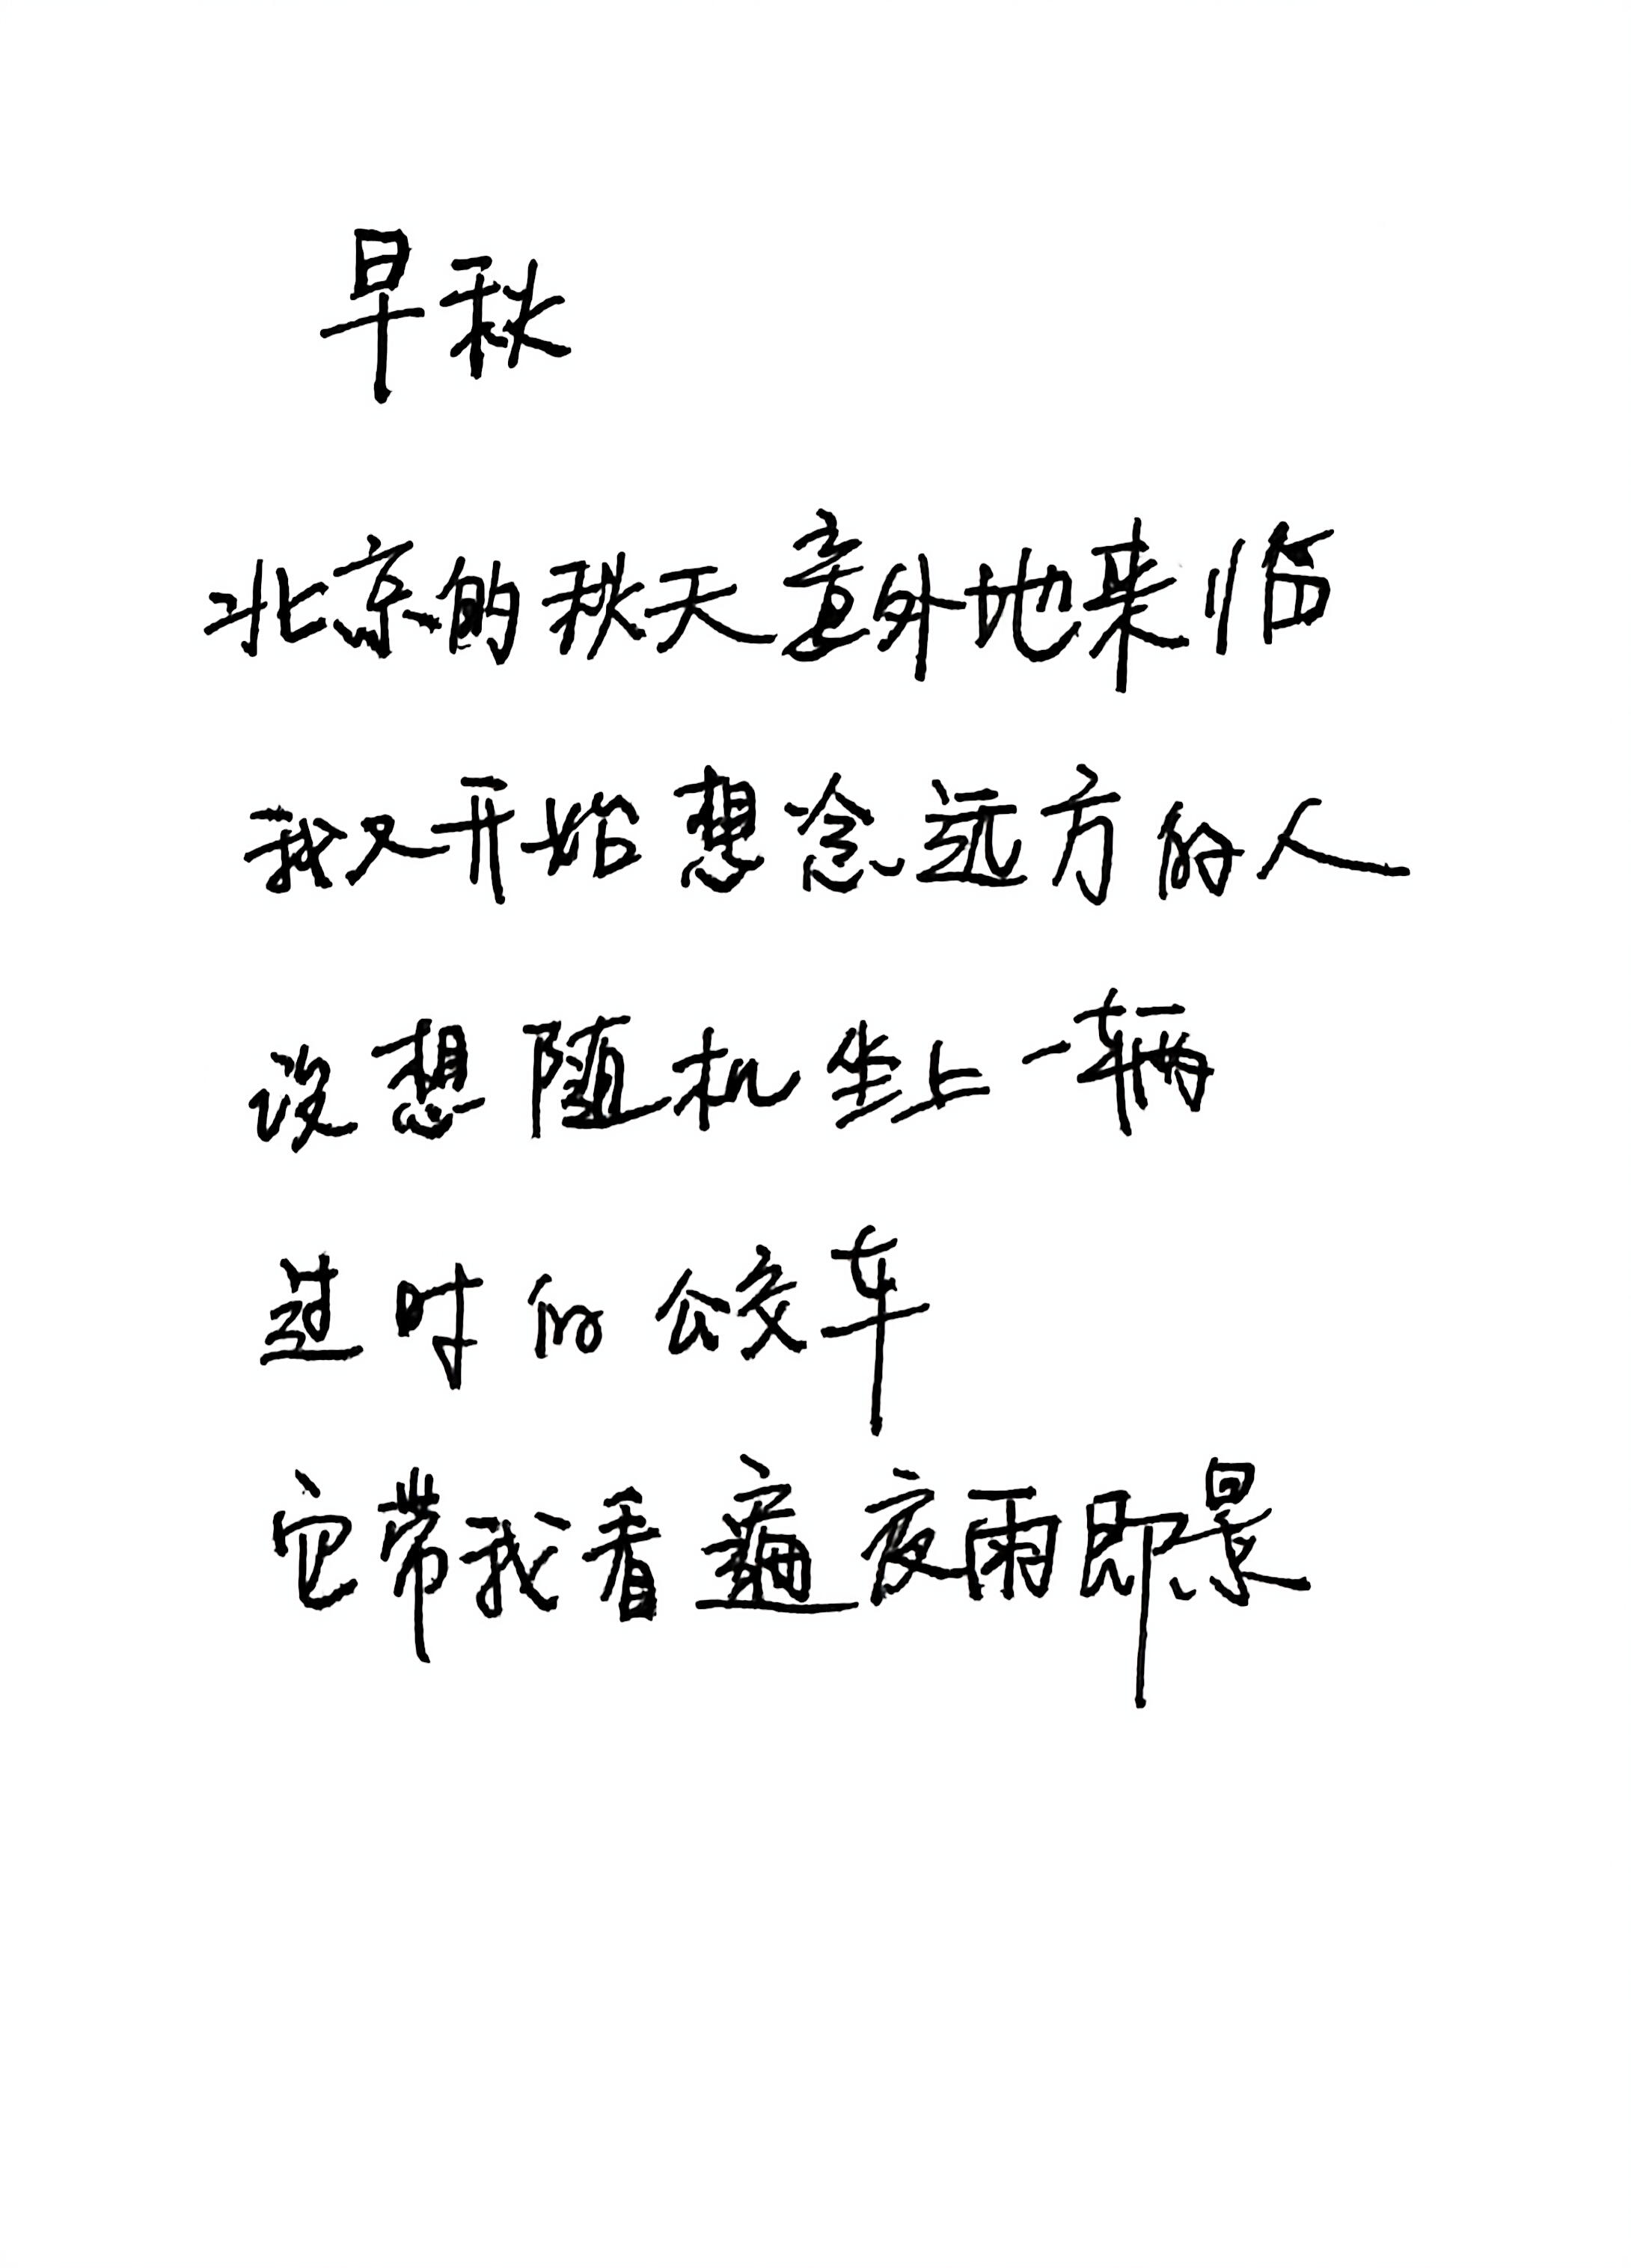 早秋
北京的秋天意外地来临
我又开始想念远方的人
设想随机坐上一辆
过时的公交车
它带我看遍夜雨即景